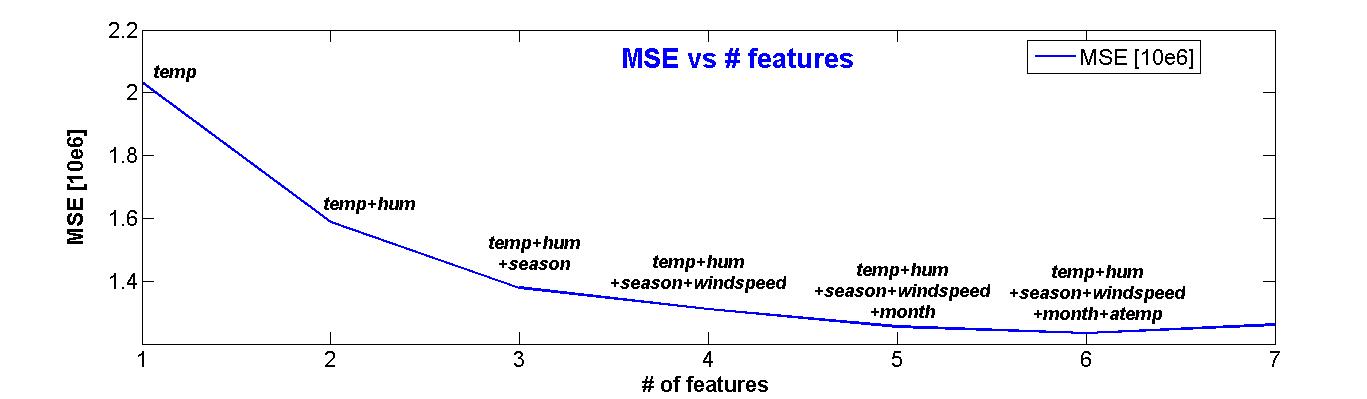 MSE vs # features
MSE [10e6]
MSE [10e6]
2.2
2
1.8
1.6
1.4
temp
temp+hum
temp+hum
+season
temp+hum
+season+windspeed
temp+hum
+season+windspeed
+month
temp+hum
+season+windspeed
+month+atemp
1 2 3 4 5 6 7
# of features